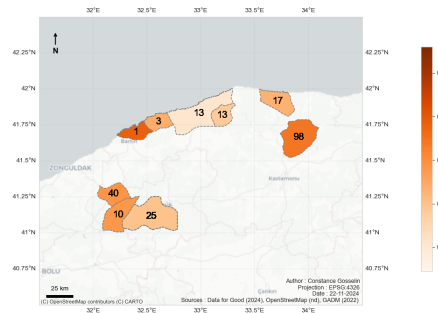 32°E 32.5°E 33°E 33.5°E 34°E
42.25°N 42.25°N
N
42°N 42°N
17
13
3 13
41.75°N 1 41.75°N
98
Bartın
41.5°N 41.5°N
ZONGULDAK
Kastamonu
40
41.25°N 41.25°N
10 25
41°N 41°N
BOLU
40.75°N 40.75°N
Çankırı
25 km
Author : Constance Gosselin
Projection : EPSG:4326
Date : 22-11-2024
(C) OpenStreetMap contributors (C) CARTO Sources : Data for Good (2024), OpenStreetMap (nd), GADM (2022)
32°E 32.5°E 33°E 33.5°E 34°E